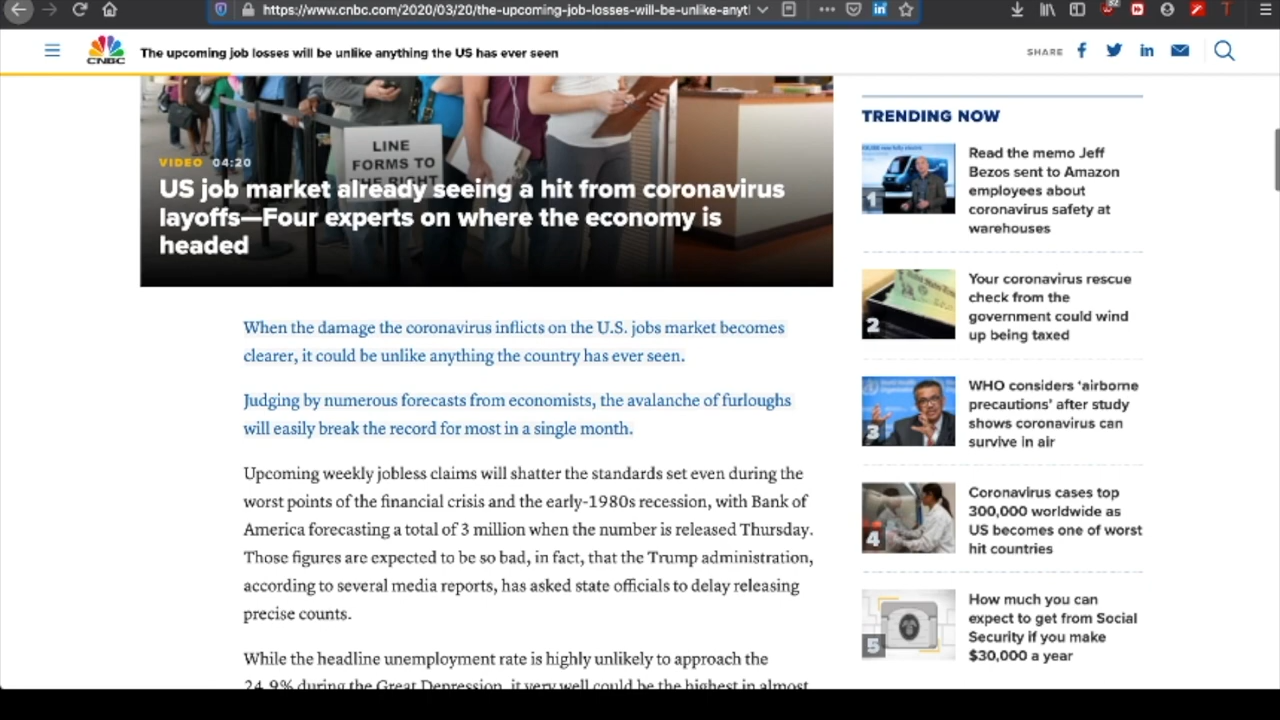 https://www.cnbc.com/2020/03/20/the-upcoming-job-losses-will-be-unlike-anyt
CNBC
The upcoming job losses will be unlike anything the US has ever seen
SHARE
LINE
FORMS TO
THE RIGHT
VIDEO 04:20
US job market already seeing a hit from coronavirus
layoffs—Four experts on where the economy is
headed
When the damage the coronavirus inflicts on the U.S. jobs market becomes
clearer, it could be unlike anything the country has ever seen.
Judging by numerous forecasts from economists, the avalanche of furloughs
will easily break the record for most in a single month.
Upcoming weekly jobless claims will shatter the standards set even during the
worst points of the financial crisis and the early-1980s recession, with Bank of
America forecasting a total of 3 million when the number is released Thursday.
Those figures are expected to be so bad, in fact, that the Trump administration,
according to several media reports, has asked state officials to delay releasing
precise counts.
While the headline unemployment rate is highly unlikely to approach the
24.9% during the Great Depression, it very well could be the highest in almost
TRENDING NOW
1
Read the memo Jeff
Bezos sent to Amazon
employees about
coronavirus safety at
warehouses
2
Your coronavirus rescue
check from the
government could wind
up being taxed
3
WHO considers ‘airborne
precautions’ after study
shows coronavirus can
survive in air
4
Coronavirus cases top
300,000 worldwide as
US becomes one of worst
hit countries
5
How much you can
expect to get from Social
Security if you make
$30,000 a year